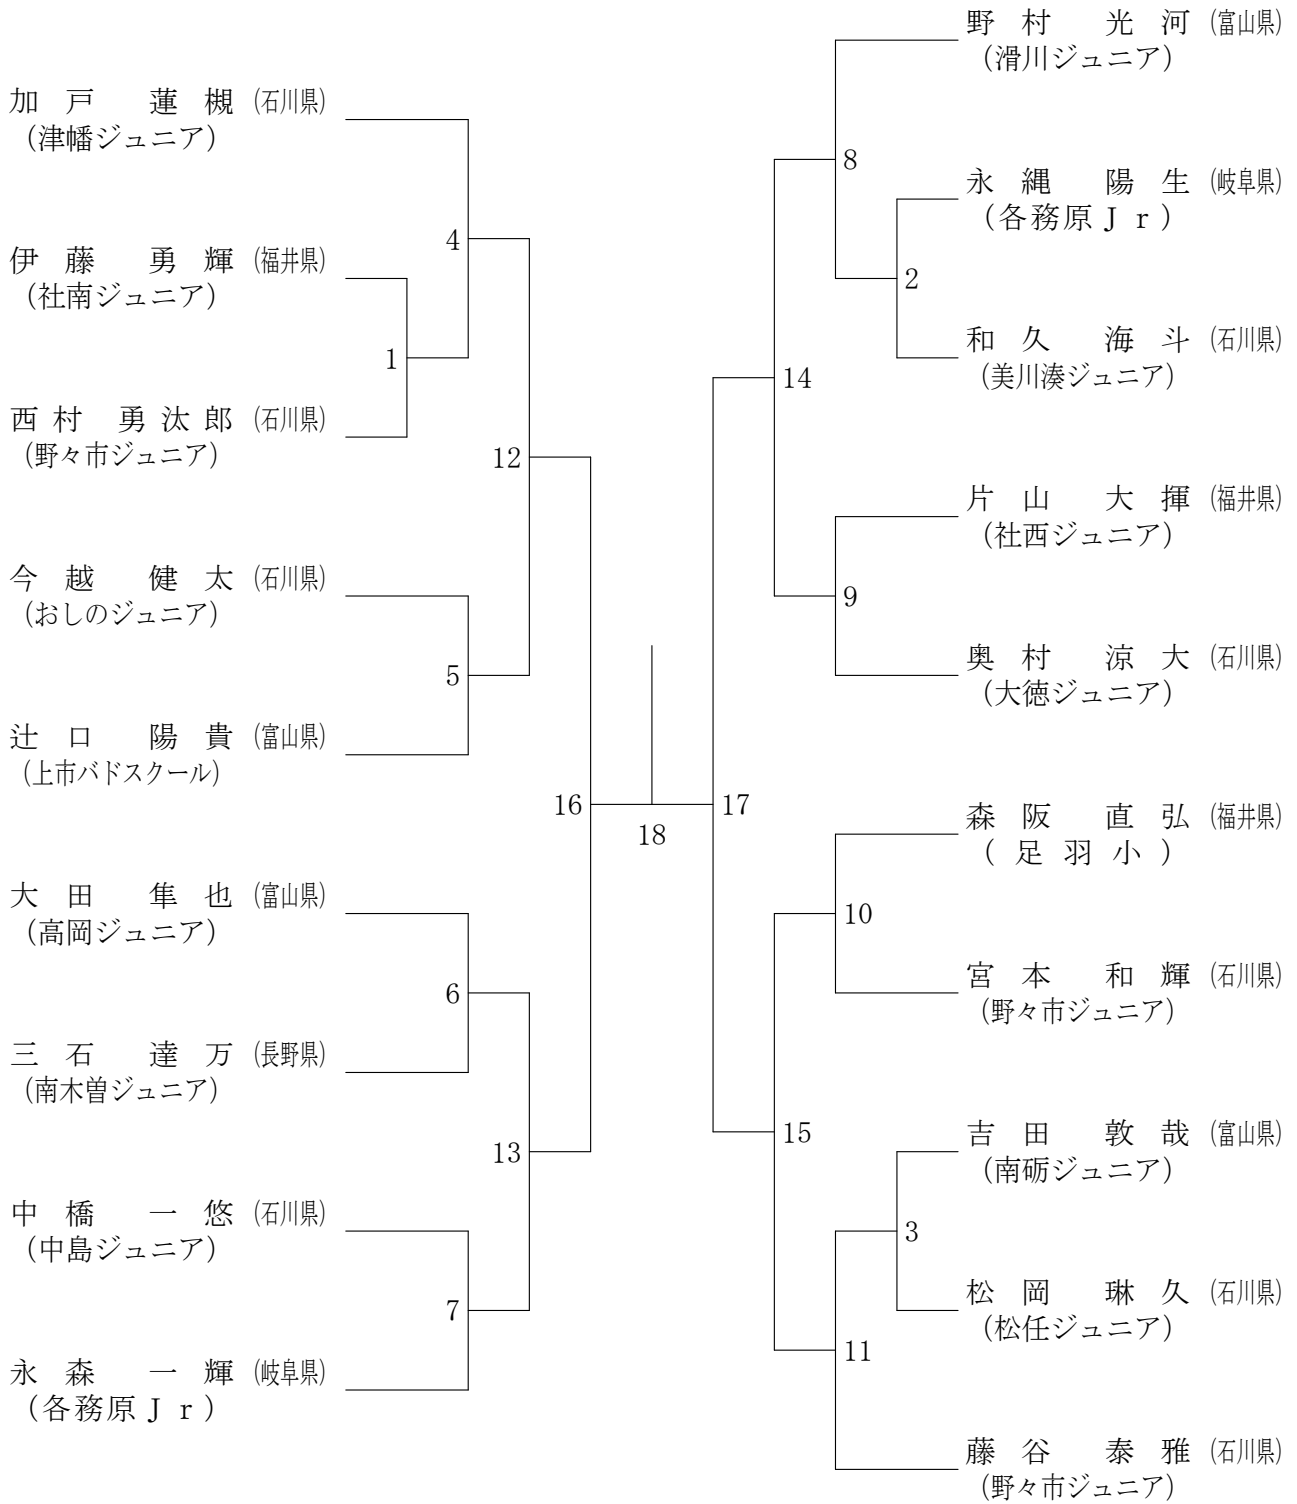 加戸 蓮槻 (石川県)
(津幡ジュニア)
伊藤 勇輝 (福井県)
(社南ジュニア)
西村 勇汰郎 (石川県)
(野々市ジュニア)
今越 健太 (石川県)
(おしのジュニア)
辻口 陽貴 (富山県)
(上市バドスクール)
大田 隼也 (富山県)
(高岡ジュニア)
三石 達万 (長野県)
(南木曽ジュニア)
中橋 一悠 (石川県)
(中島ジュニア)
永森 一輝 (岐阜県)
(各務原Jr)
4
1
12
5
16
6
13
7
18
野村 光河 (富山県)
(滑川ジュニア)
永縄 陽生 (岐阜県)
(各務原Jr)
和久 海斗 (石川県)
(美川湊ジュニア)
片山 大揮 (福井県)
(社西ジュニア)
奥村 涼大 (石川県)
(大徳ジュニア)
森阪 直弘 (福井県)
(足羽小)
宮本 和輝 (石川県)
(野々市ジュニア)
吉田 敦哉 (富山県)
(南砺ジュニア)
松岡 琳久 (石川県)
(松任ジュニア)
藤谷 泰雅 (石川県)
(野々市ジュニア)
8
2
14
9
17
10
15
3
11